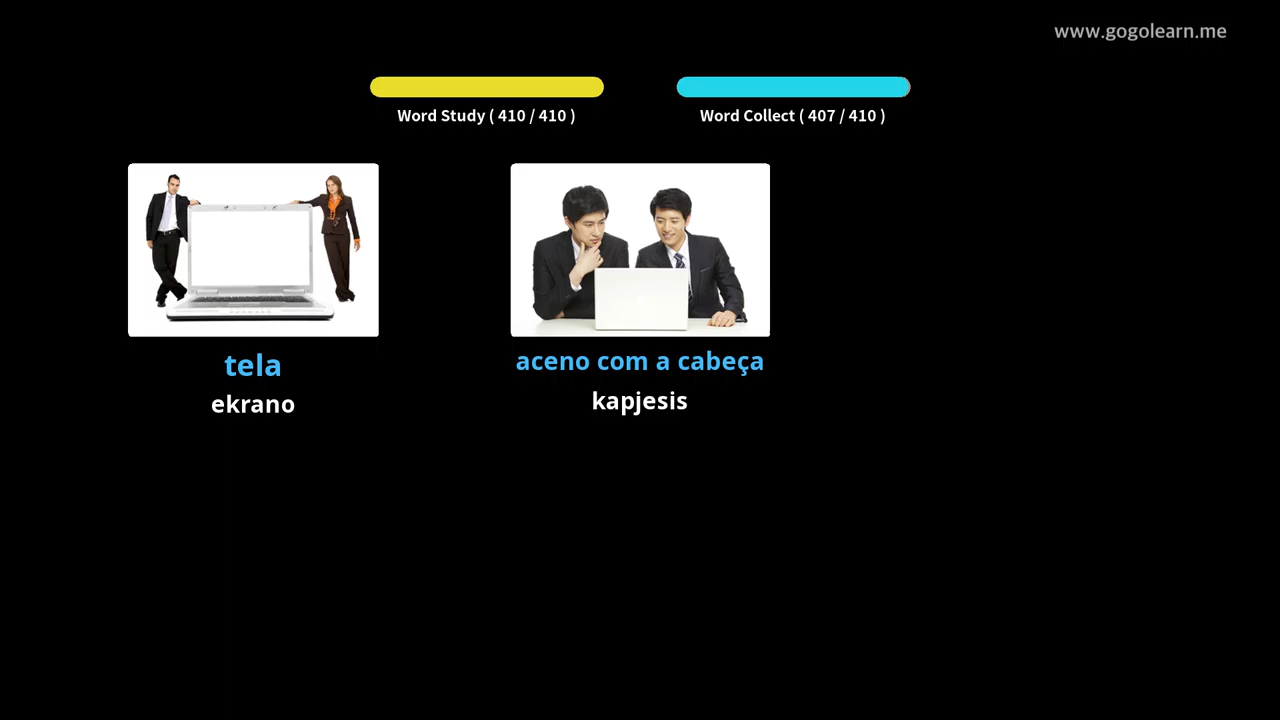 www.gogolearn.me
Word Study ( 410 / 410 )
Word Collect ( 407 / 410 )
tela
ekrano
aceno com a cabeça
kapjesis